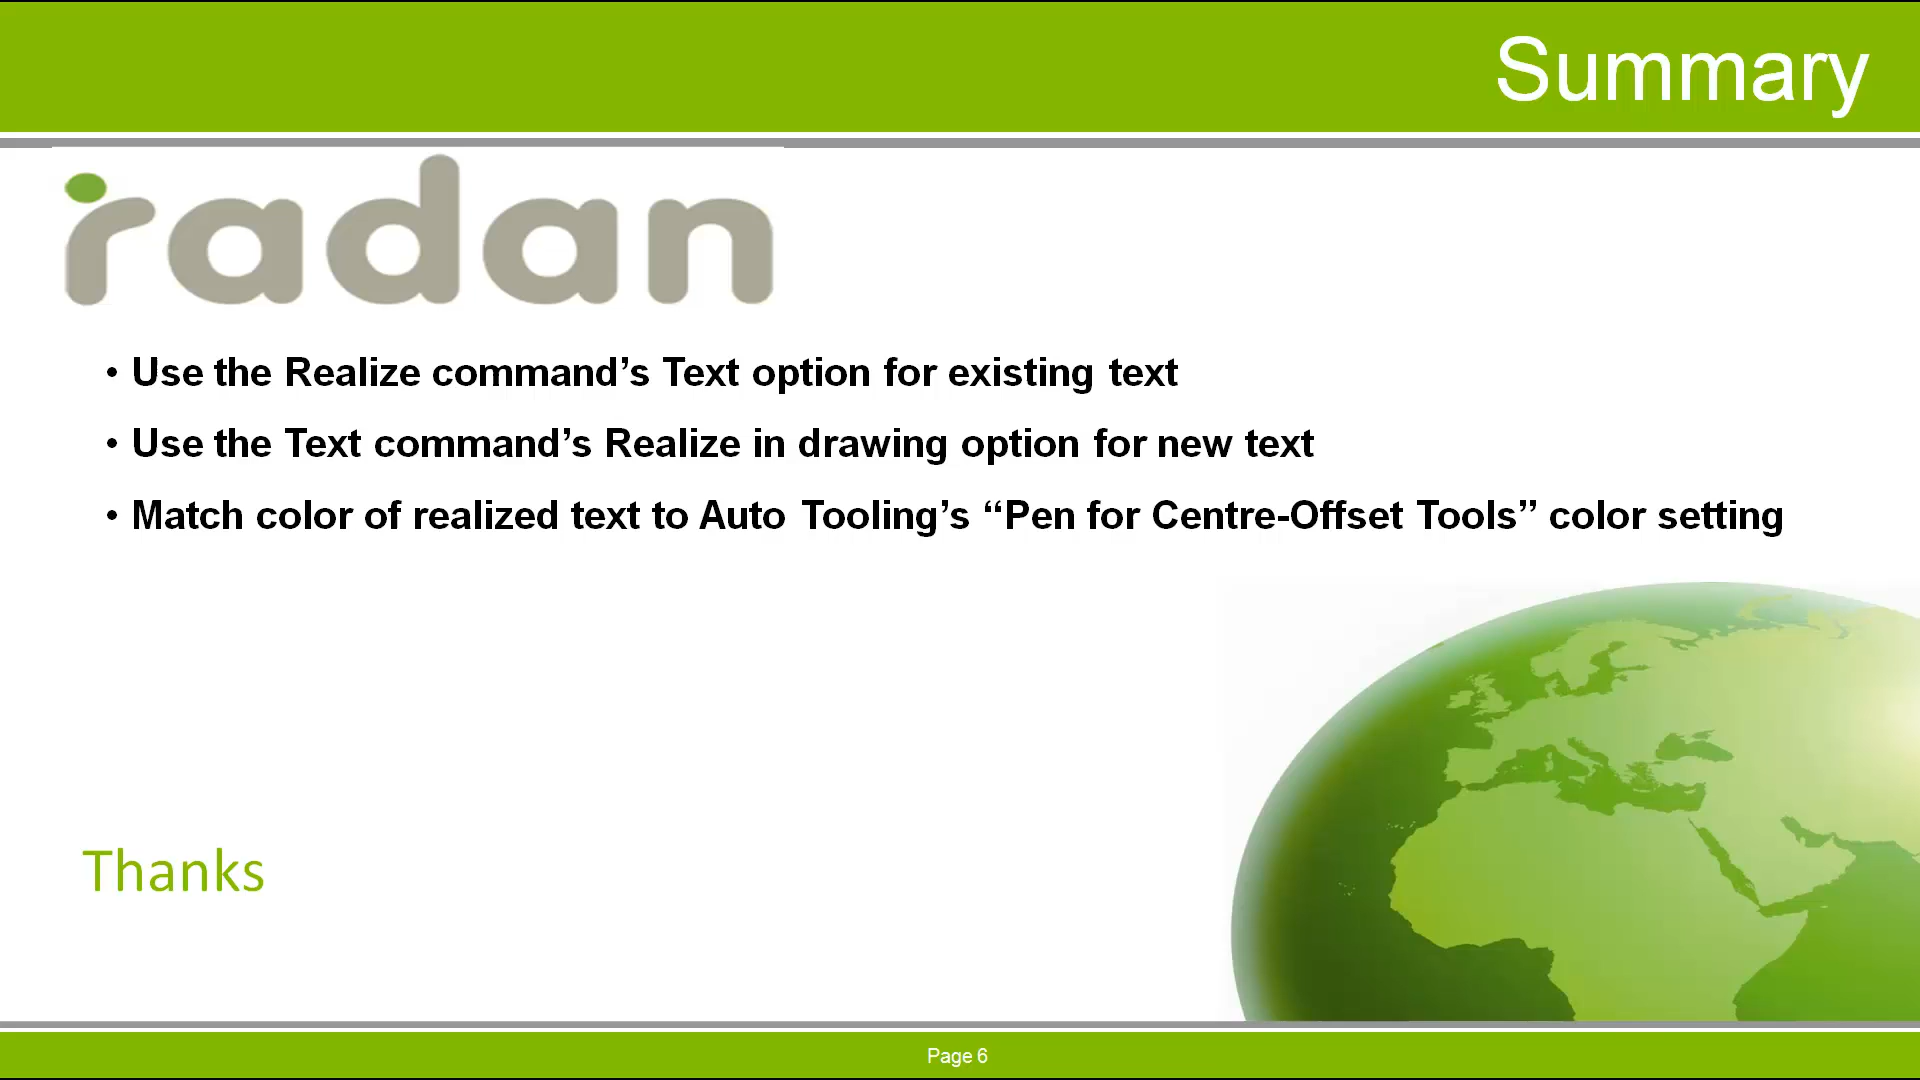 Summary
radan
• Use the Realize command’s Text option for existing text
• Use the Text command’s Realize in drawing option for new text
• Match color of realized text to Auto Tooling’s “Pen for Centre-Offset Tools” color setting
Thanks
Page 6